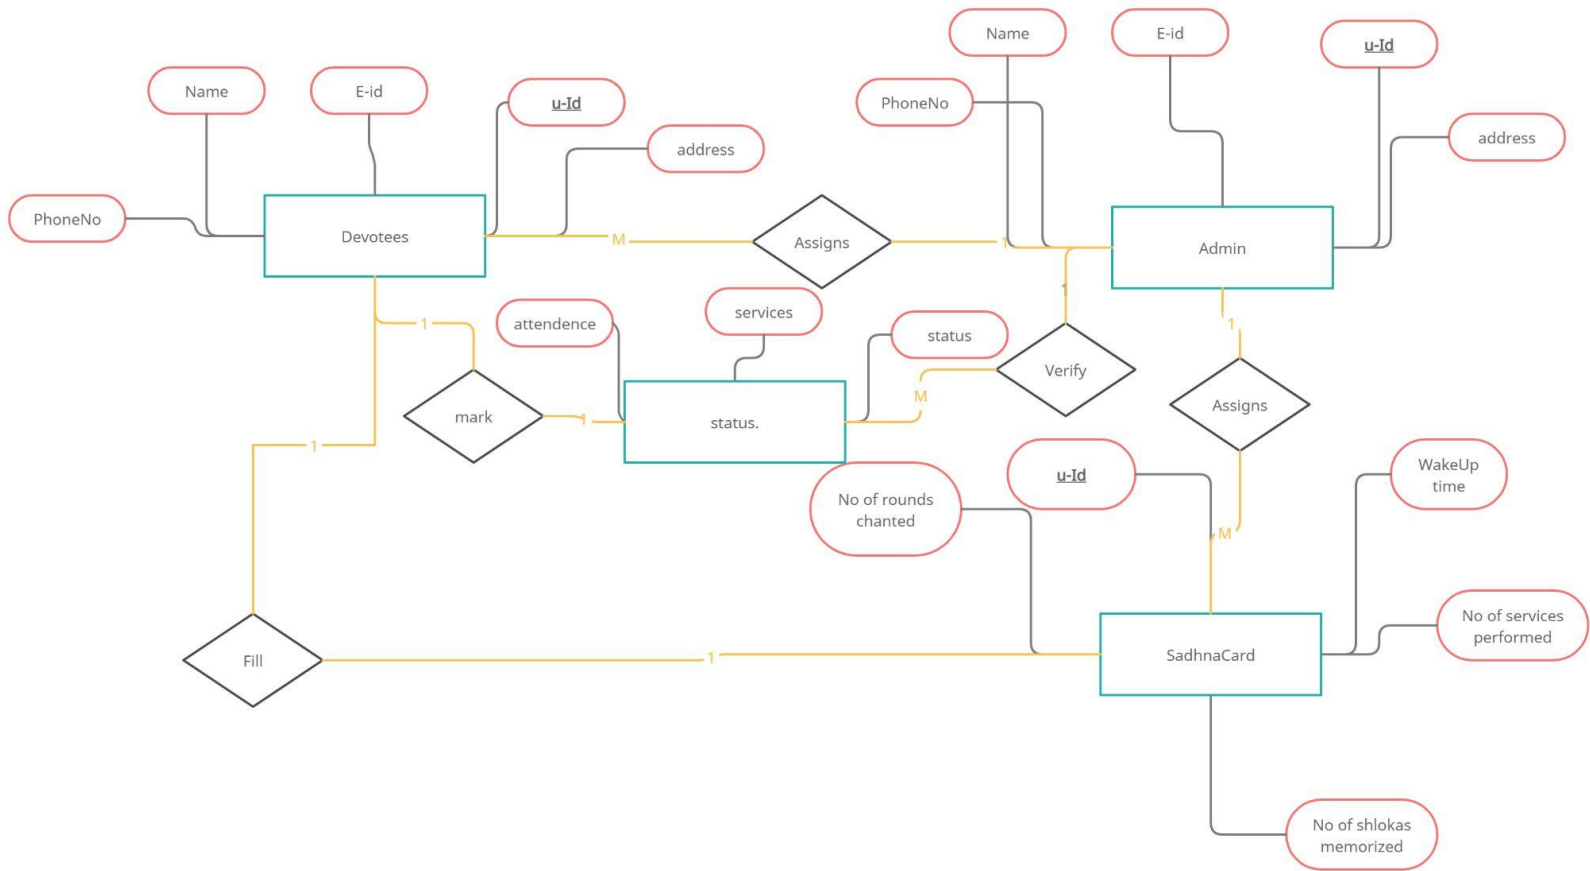 Name
E-id
u-Id
Name
E-id
u-Id
PhoneNo
address
address
PhoneNo
Devotees
M
Assigns
1
Admin
1
1
attendence
services
status
1
Verify
M
1
Assigns
mark
1
status.
1
No of rounds
chanted
u-Id
M
WakeUp
time
No of services
performed
Fill
1
SadhnaCard
No of shlokas
memorized